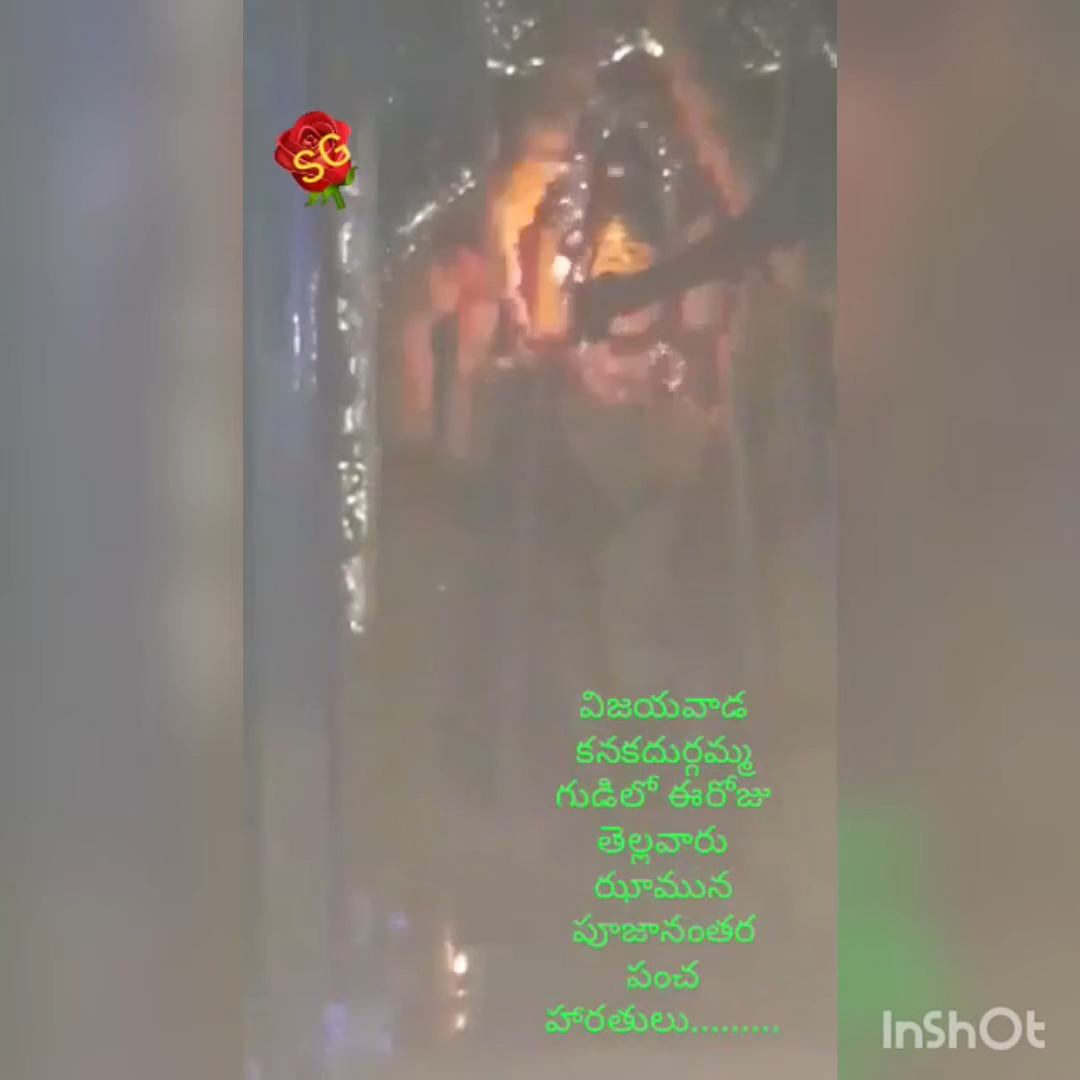 SG
విజయవాడ
కనకదుర్గమ్మ
గుడిలో ఈరోజు
తెల్లవారు
ఝామున
పూజానంతర
పంచ
హారతులు.........
InShOt